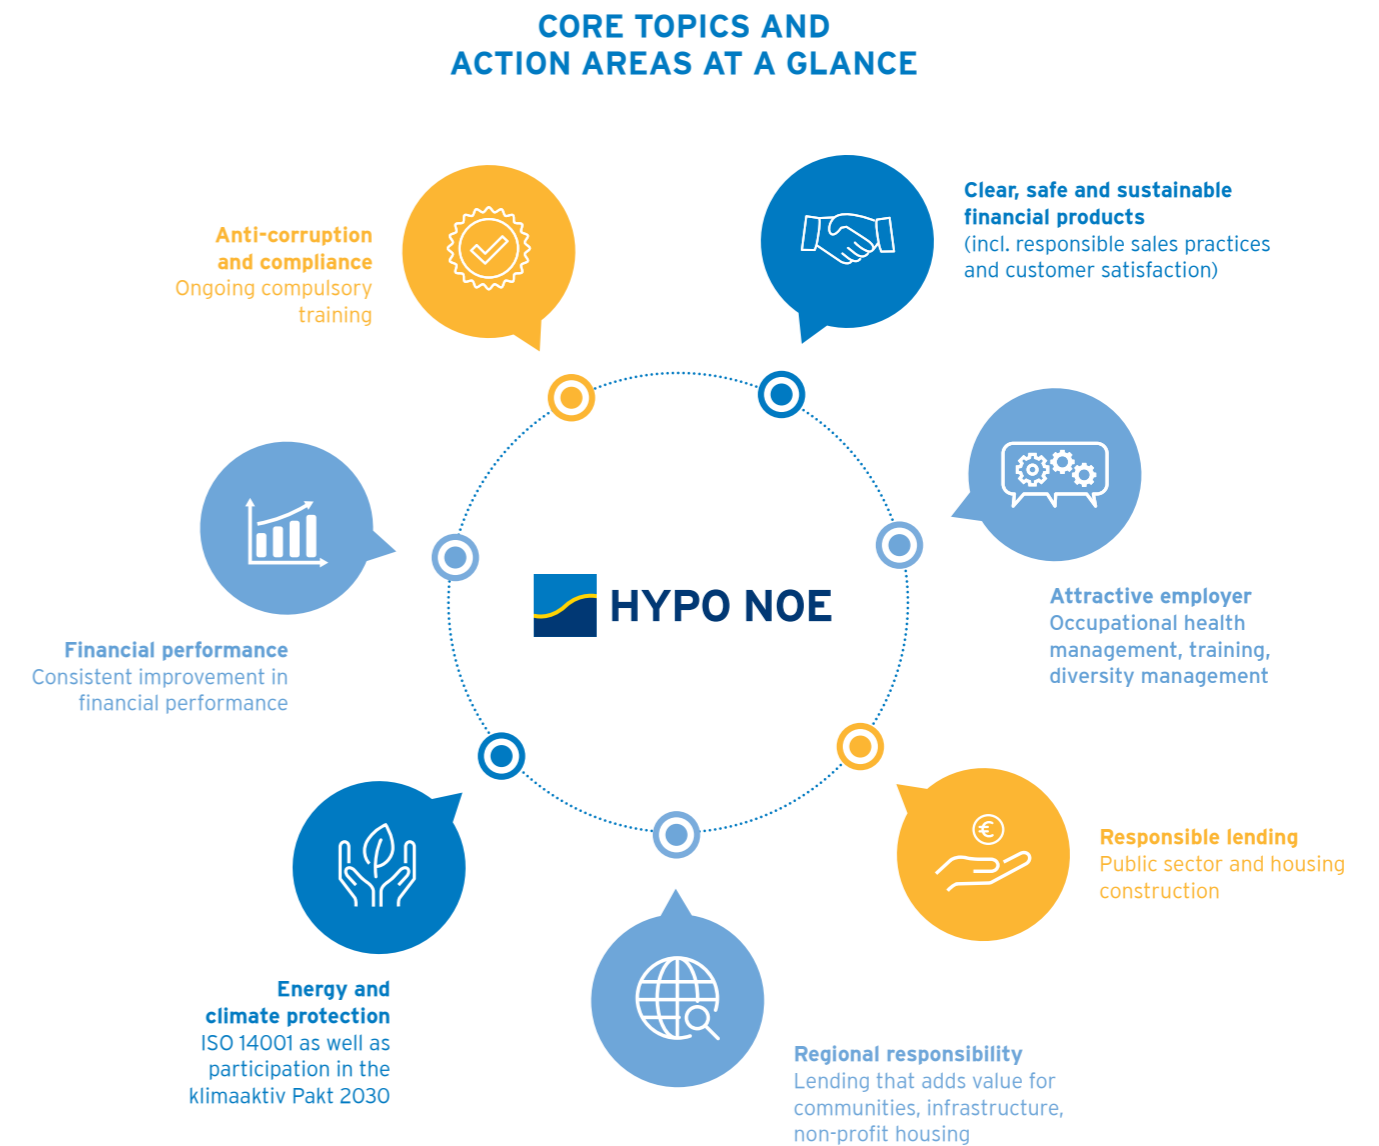 CORE TOPICS AND
ACTION AREAS AT A GLANCE
Clear, safe and sustainable
financial products
(incl. responsible sales practices
and customer satisfaction)
Anti-corruption
and compliance
Ongoing compulsory
training
Attractive employer
Occupational health
management, training,
diversity management
HYPO NOE
Financial performance
Consistent improvement in
financial performance
€
Responsible lending
Public sector and housing
construction
Energy and
climate protection
ISO 14001 as well as
participation in the
klimaaktiv Pakt 2030
Regional responsibility
Lending that adds value for
communities, infrastructure,
non-profit housing